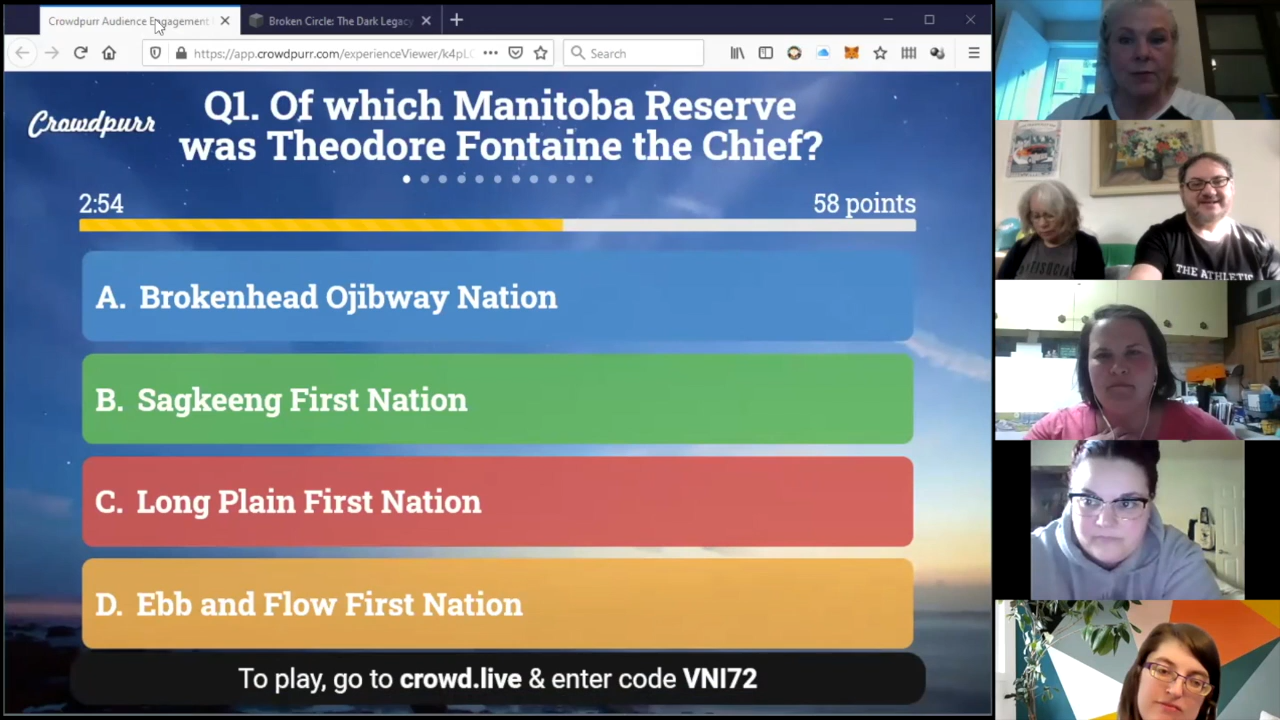 Crowdpurr Audience Engagement
Broken Circle: The Dark Legacy
https://app.crowdpurr.com/experienceViewer/k4pL
Search
Crowdpurr
Q1. Of which Manitoba Reserve
was Theodore Fontaine the Chief?
2:54
58 points
A. Brokenhead Ojibway Nation
B. Sagkeeng First Nation
C. Long Plain First Nation
D. Ebb and Flow First Nation
To play, go to crowd.live & enter code VNI72
THE ATHLETIC